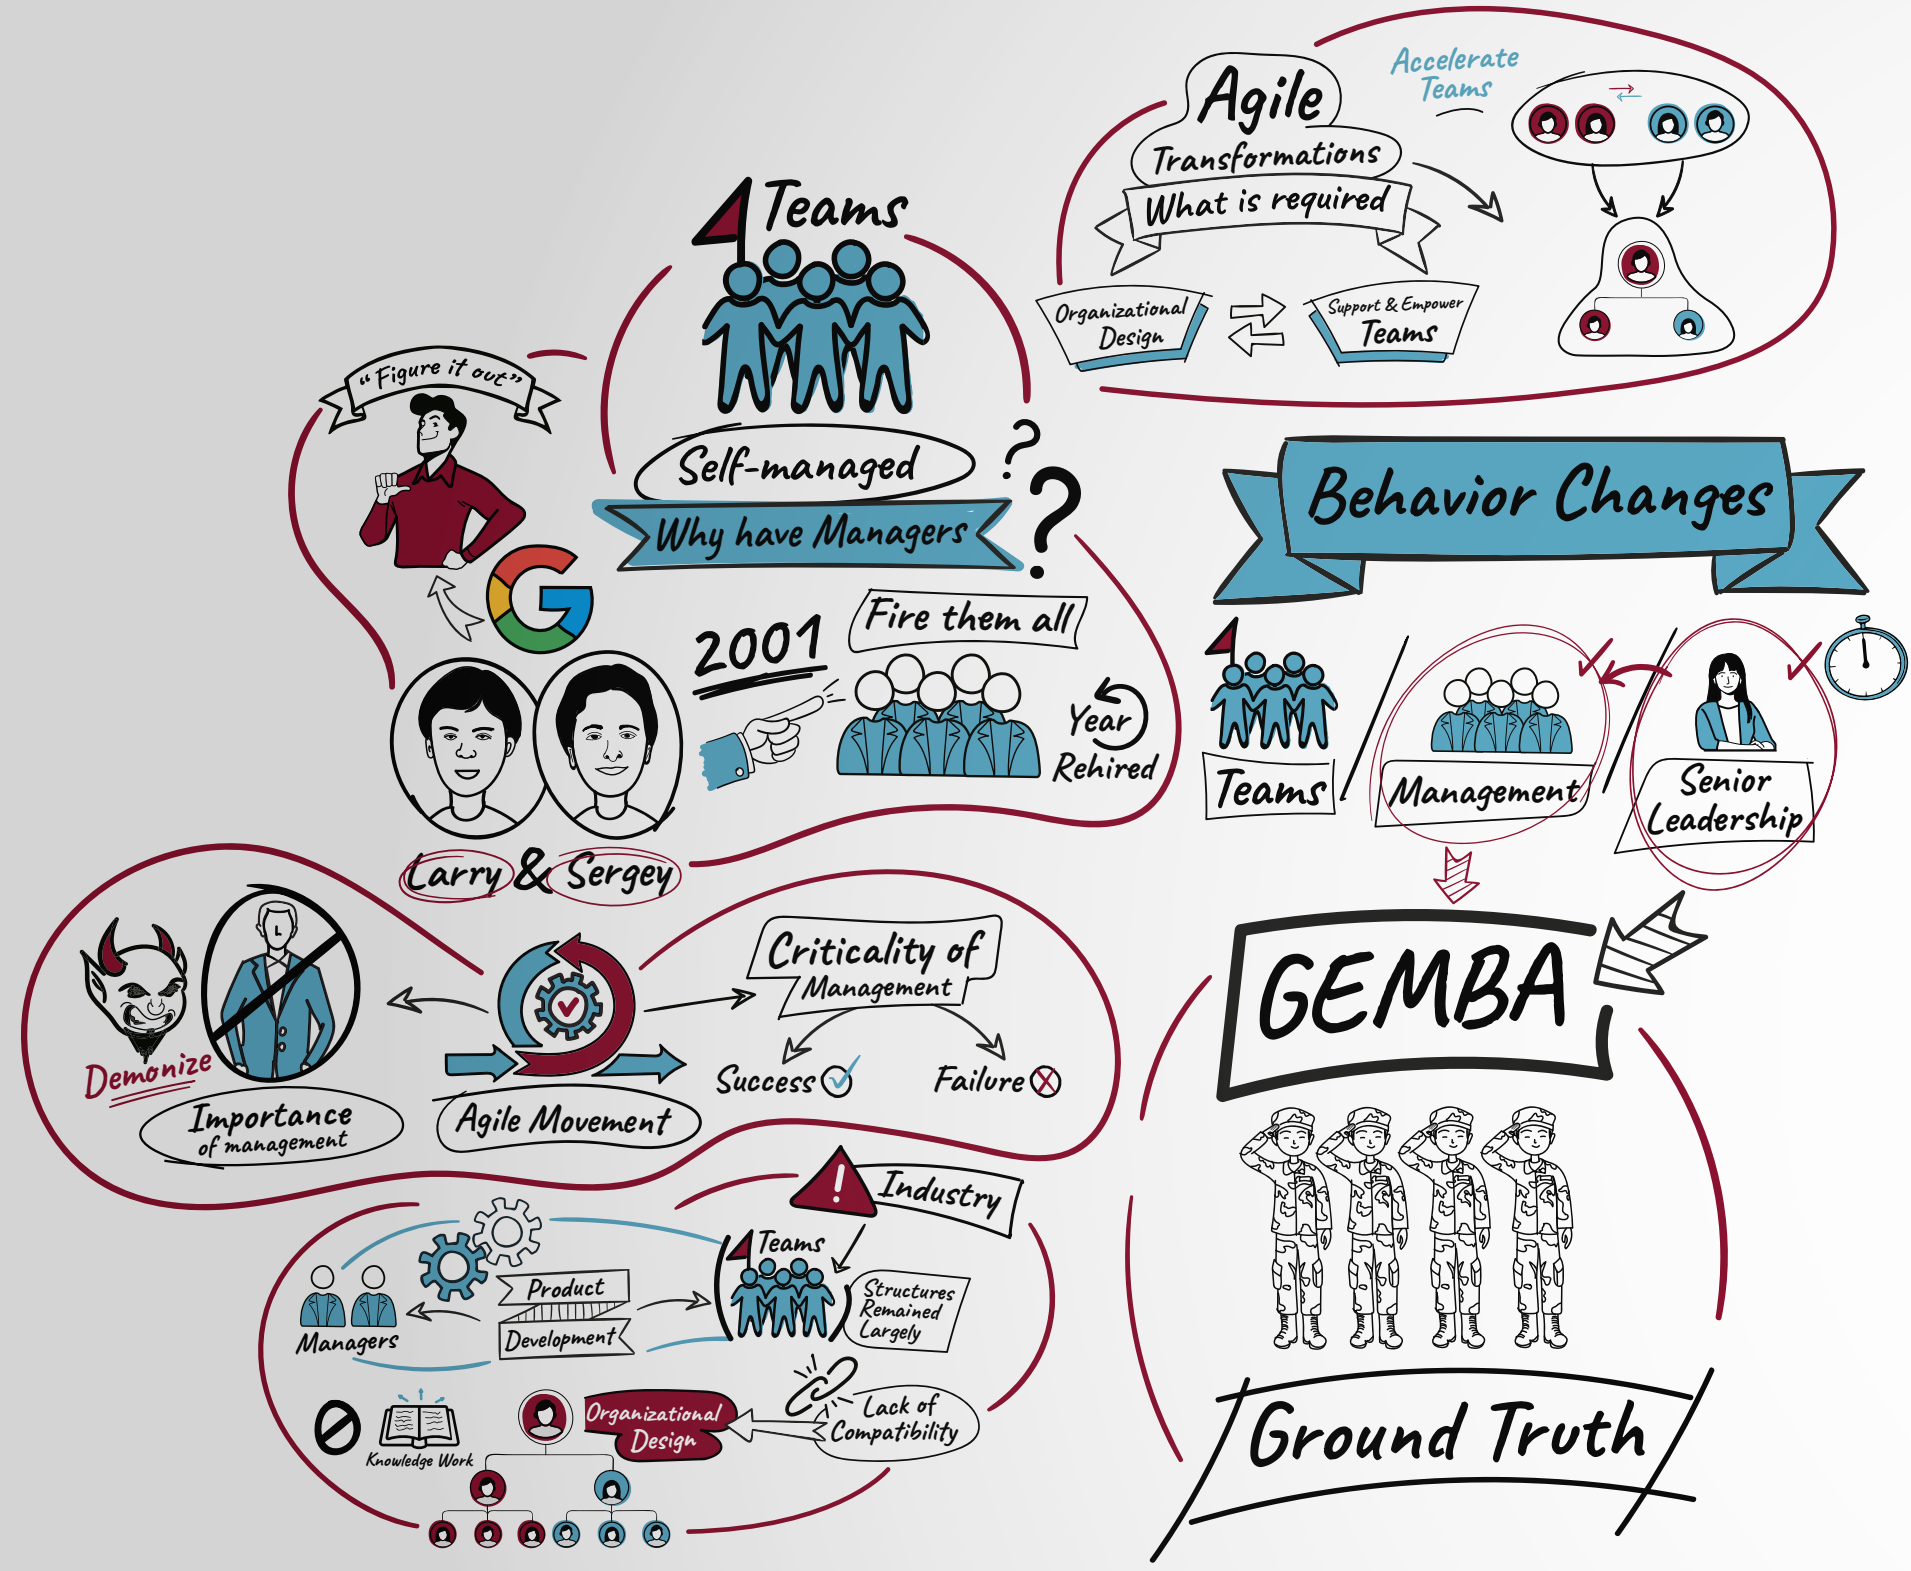 Teams
Self-managed
Why have Managers
??
"Figure it out"
G
2001
Fire them all
Year
Rehired
Larry & Sergey
Demonize
Importance
of management
Agile Movement
Criticality of
Management
Success
Failure
!
Industry
Teams
Structures
Remained
Largely
Product
Development
Managers
Knowledge Work
Organizational
Design
Lack of
Compatibility
Agile
Transformations
What is required
Accelerate
Teams
Organizational
Design
Support & Empower
Teams
Behavior Changes
Teams
Management
Senior
Leadership
GEMBA
Ground Truth